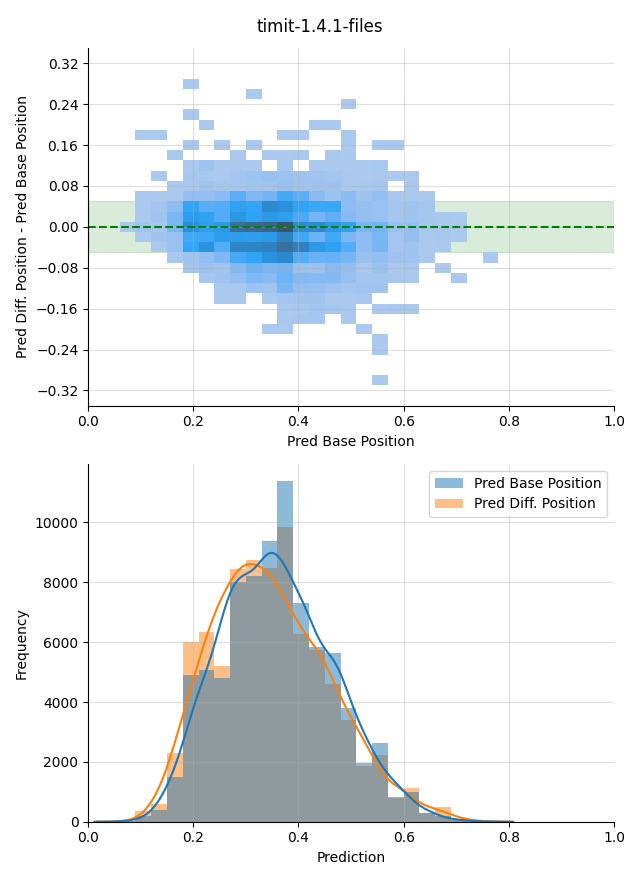 timit-1.4.1-files
Pred Diff. Position - Pred Base Position
0.32
0.24
0.16
0.08
0.00
−0.08
−0.16
−0.24
−0.32
0.0 0.2 0.4 0.6 0.8 1.0
Pred Base Position
Pred Base Position
Pred Diff. Position
Frequency
10000
8000
6000
4000
2000
0
0.0 0.2 0.4 0.6 0.8 1.0
Prediction